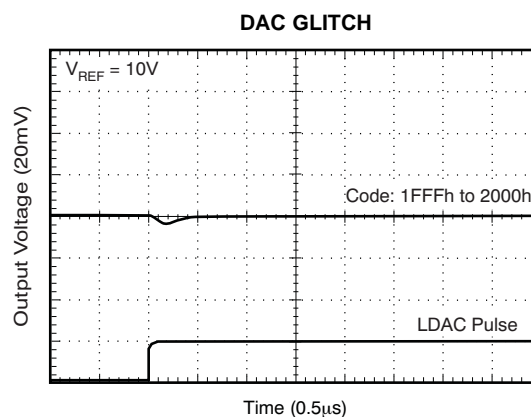 DAC GLITCH
V_REF = 10V
Output Voltage (20mV)
Code: 1FFFh to 2000h
LDAC Pulse
Time (0.5µs)